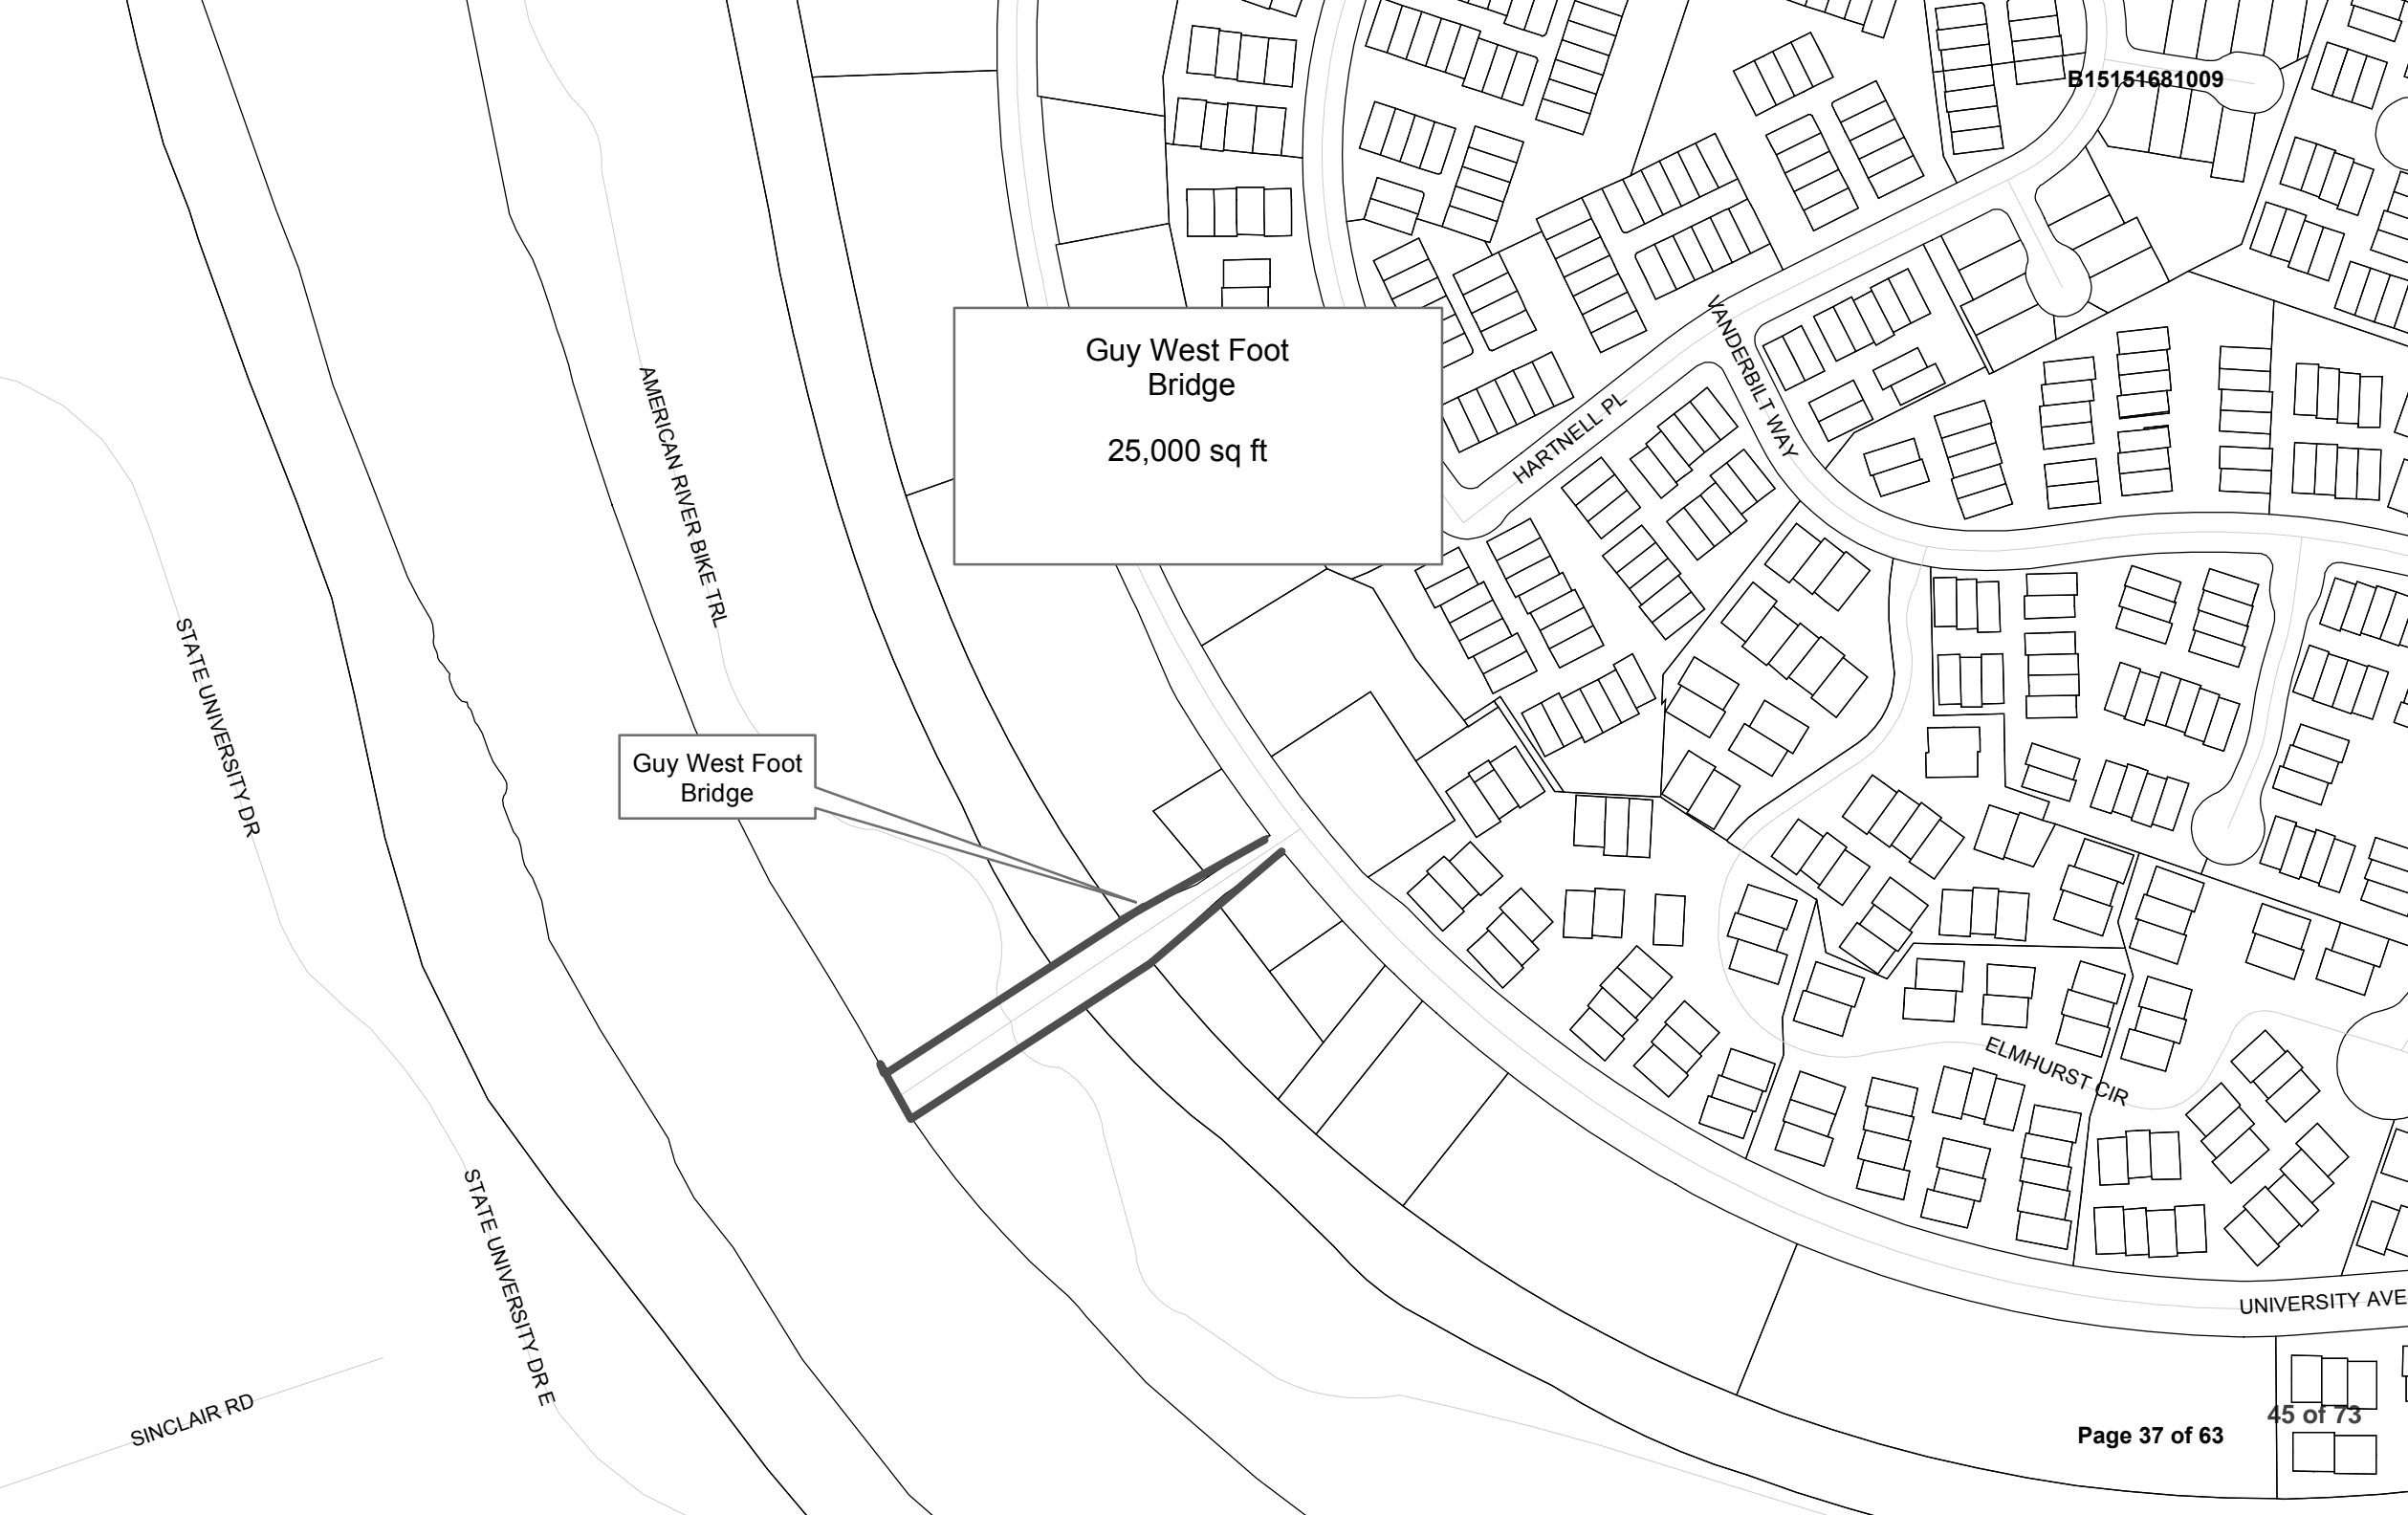 B15151681009
Guy West Foot
Bridge
25,000 sq ft
VANDERBILT WAY
HARTNELL PL
AMERICAN RIVER BIKE TRL
STATE UNIVERSITY DR
Guy West Foot
Bridge
ELMHURST CIR
STATE UNIVERSITY DR E
UNIVERSITY AVE
SINCLAIR RD
45 of 73
Page 37 of 63